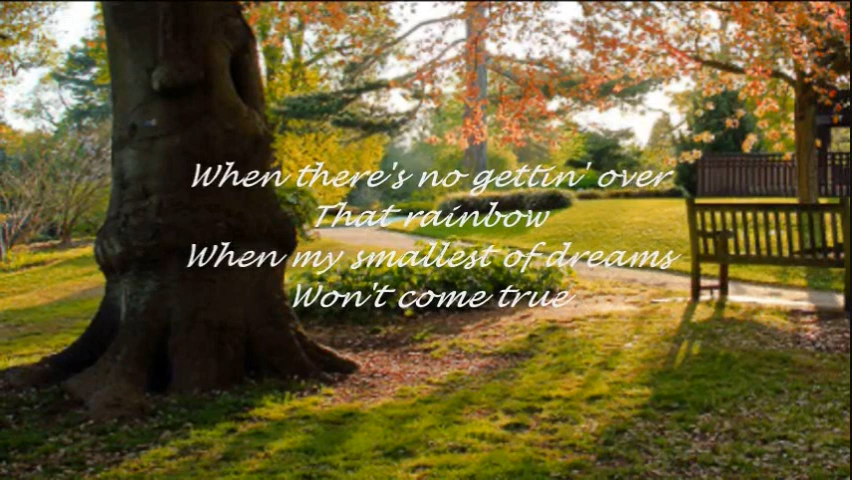 When there's no gettin' over
That rainbow
When my smallest of dreams
Won't come true